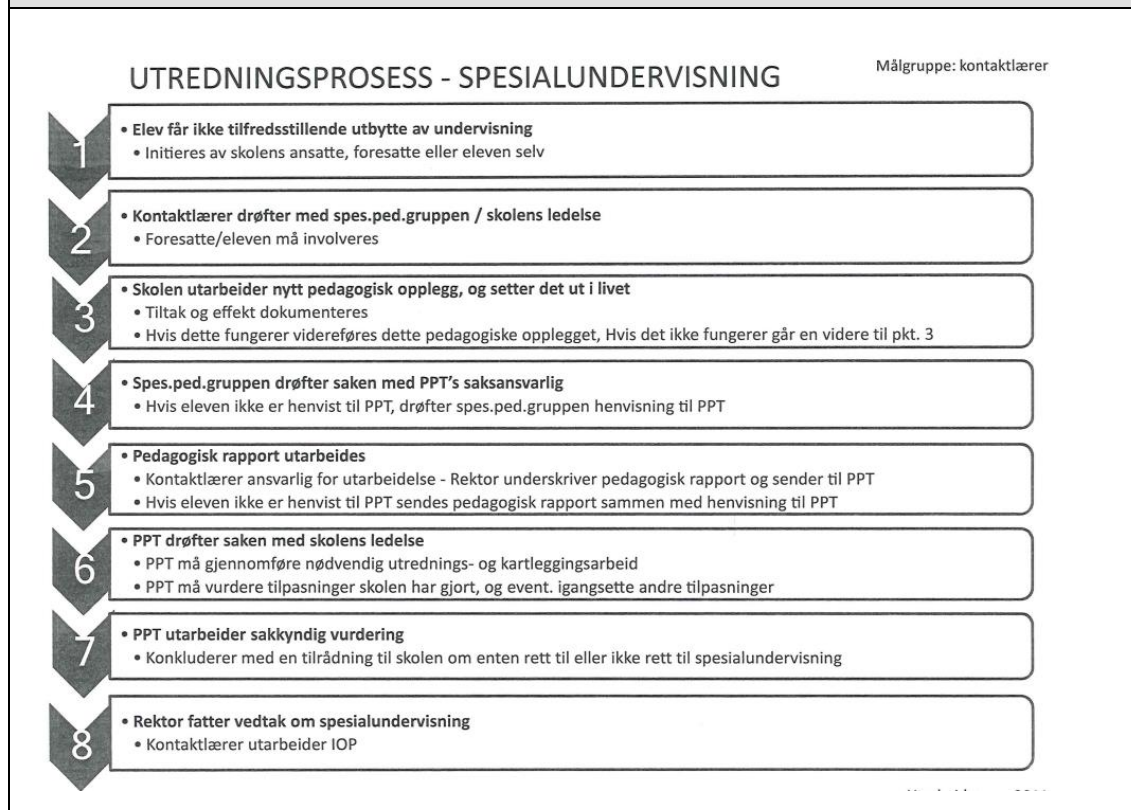 UTREDNINGSPROSESS - SPESIALUNDERVISNING
Målgruppe: kontaktlærer
1
• Elev får ikke tilfredsstillende utbytte av undervisning
• Initieres av skolens ansatte, foresatte eller eleven selv
2
• Kontaktlærer drøfter med spes.ped.gruppen / skolens ledelse
• Foresatte/eleven må involveres
3
• Skolen utarbeider nytt pedagogisk opplegg, og setter det ut i livet
• Tiltak og effekt dokumenteres
• Hvis dette fungerer videreføres dette pedagogiske opplegget, Hvis det ikke fungerer går en videre til pkt. 3
4
• Spes.ped.gruppen drøfter saken med PPT's saksansvarlig
• Hvis eleven ikke er henvist til PPT, drøfter spes.ped.gruppen henvisning til PPT
5
• Pedagogisk rapport utarbeides
• Kontaktlærer ansvarlig for utarbeidelse - Rektor underskriver pedagogisk rapport og sender til PPT
• Hvis eleven ikke er henvist til PPT sendes pedagogisk rapport sammen med henvisning til PPT
6
• PPT drøfter saken med skolens ledelse
• PPT må gjennomføre nødvendig utrednings- og kartleggingsarbeid
• PPT må vurdere tilpasninger skolen har gjort, og event. igangsette andre tilpasninger
7
• PPT utarbeider sakkyndig vurdering
• Konkluderer med en tilrådning til skolen om enten rett til eller ikke rett til spesialundervisning
8
• Rektor fatter vedtak om spesialundervisning
• Kontaktlærer utarbeider IOP